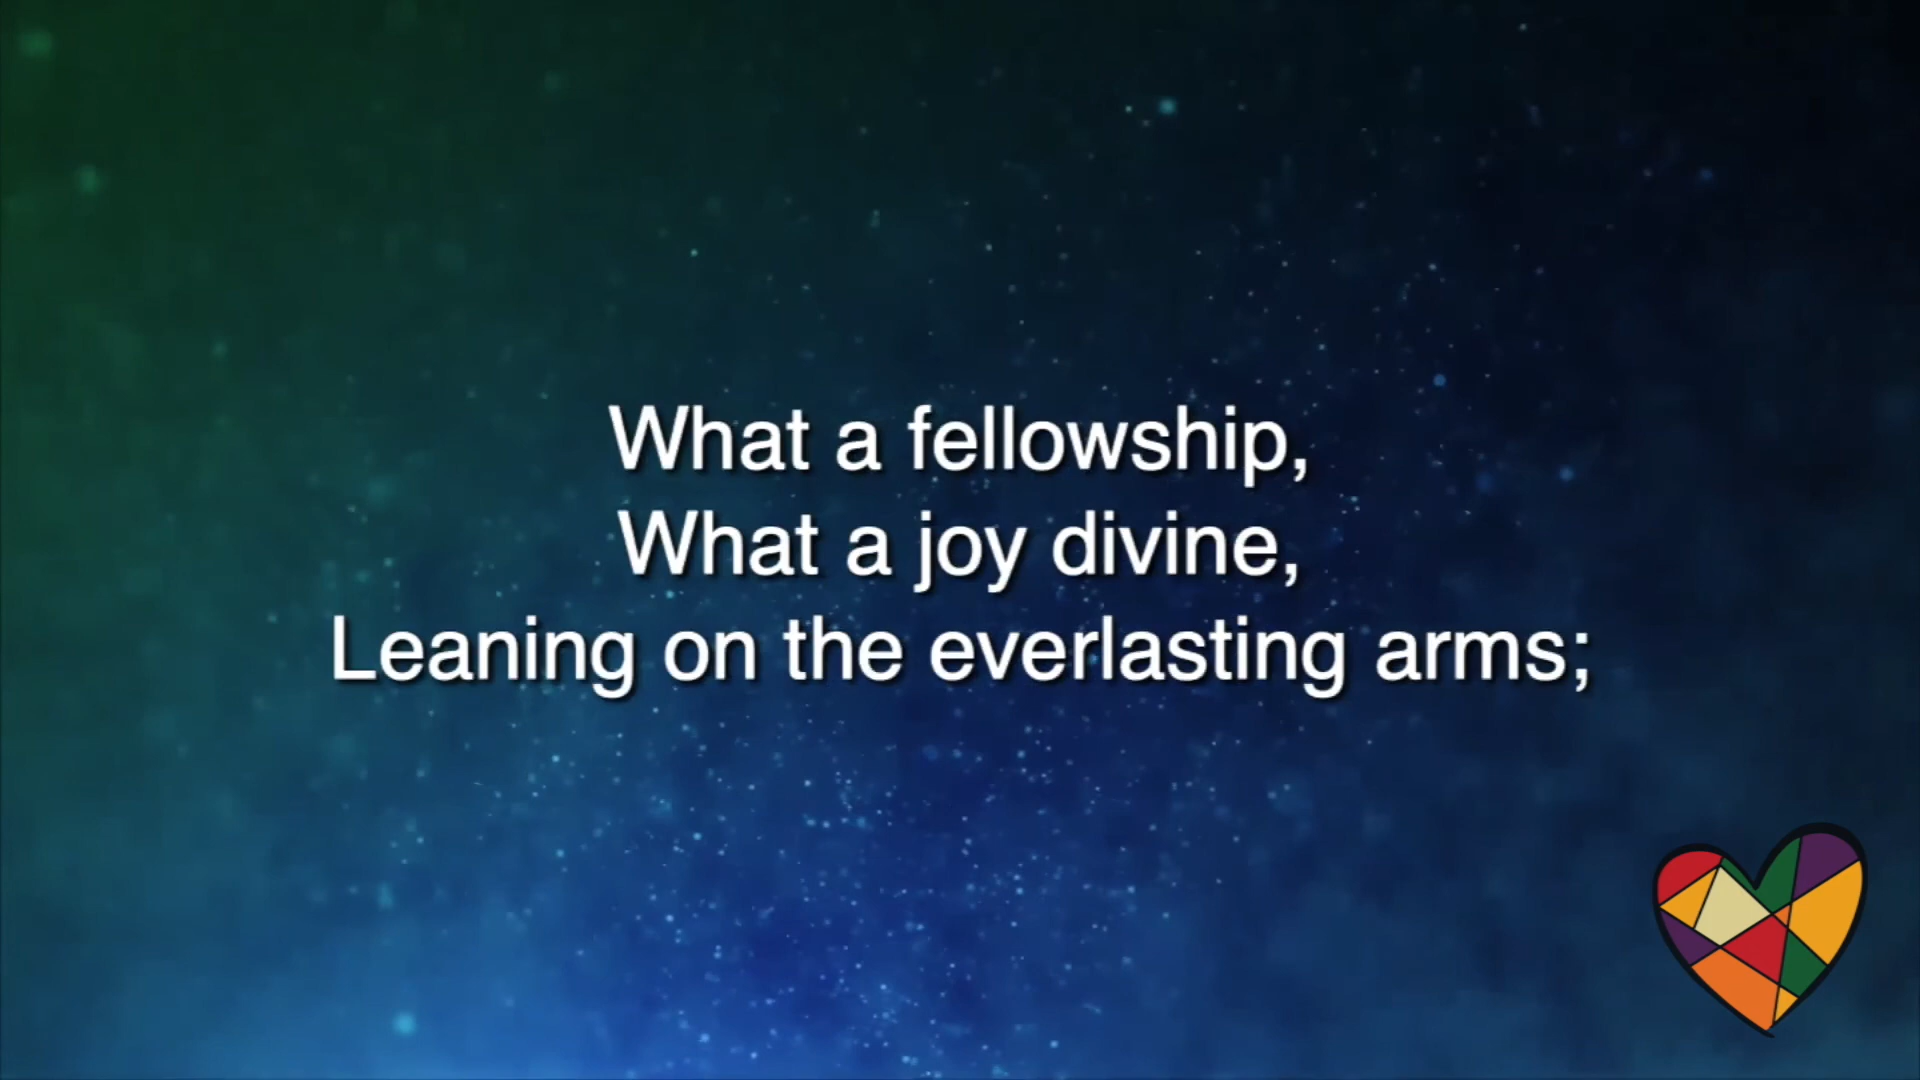 What a fellowship,
What a joy divine,
Leaning on the everlasting arms;